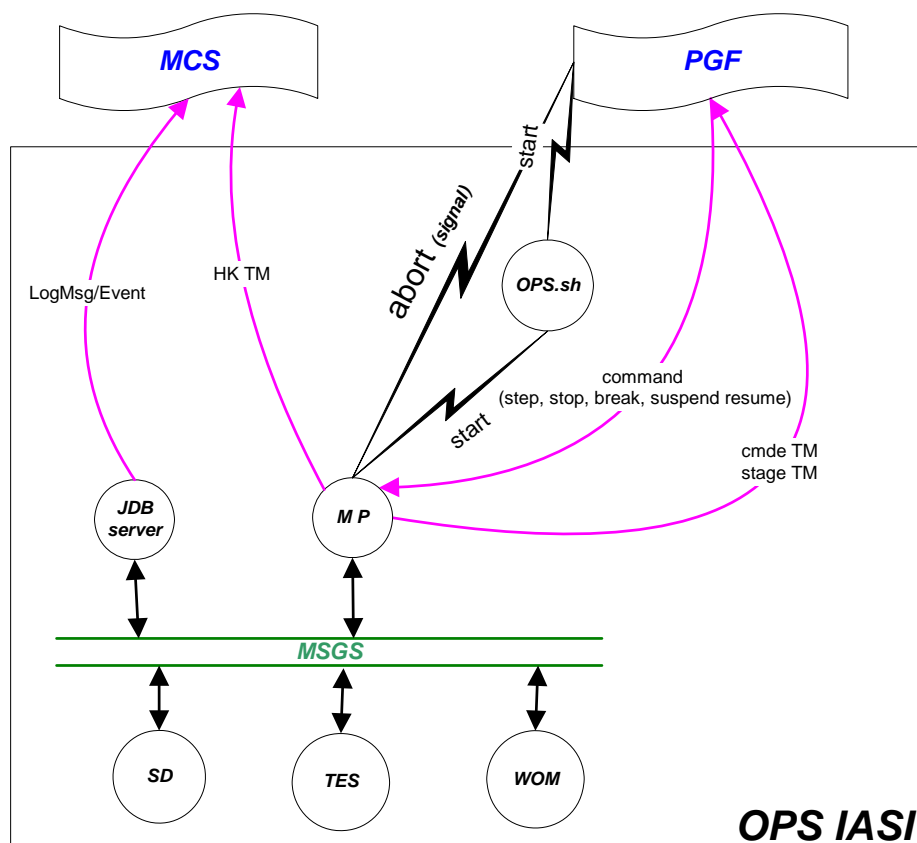 MCS
PGF
start
abort (signal)
HK TM
OPS.sh
LogMsg/Event
command
(step, stop, break, suspend resume)
start
cmde TM
stage TM
JDB
server
M P
MSGS
SD
TES
WOM
OPS IASI